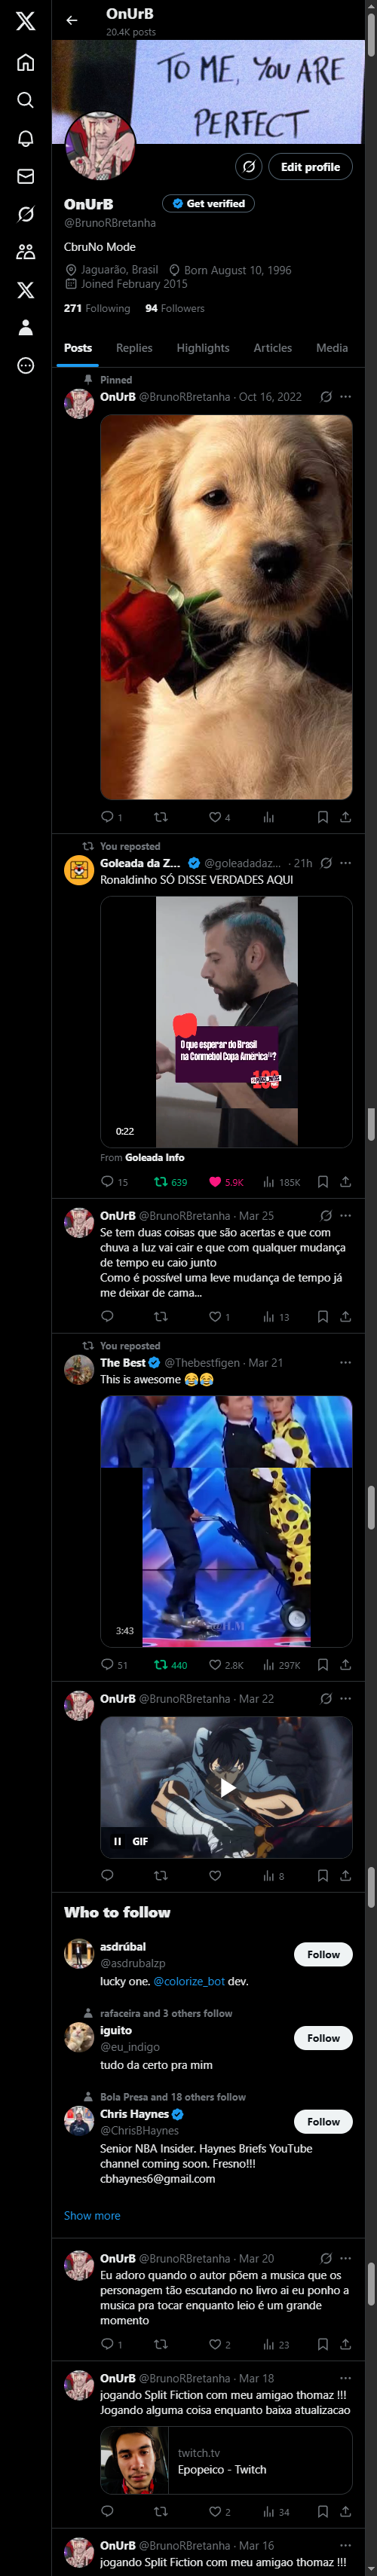 OnUrB
20.4K posts
TO ME, YOU ARE
PERFECT
Edit profile
OnUrB
Get verified
@BrunoRBretanha
CbruNo Mode
Jaguarão, Brasil
Born August 10, 1996
Joined February 2015
271 Following 94 Followers
Posts Replies Highlights Articles Media
Pinned
OnUrB @BrunoRBretanha · Oct 16, 2022
1 4
You reposted
Goleada da Z... @goleadadaz... · 21h
Ronaldinho SÓ DISSE VERDADES AQUI
O que esperar do Brasil
na Conmebol Copa América
0:22
From Goleada Info
15 639 5.9K 185K
OnUrB @BrunoRBretanha · Mar 25
Se tem duas coisas que são acertas e que com
chuva a luz vai cair e que com qualquer mudança
de tempo eu caio junto
Como é possível uma leve mudança de tempo já
me deixar de cama...
1 13
You reposted
The Best @Thebestfigen · Mar 21
This is awesome 😂😂
3:43
51 440 2.8K 297K
OnUrB @BrunoRBretanha · Mar 22
GIF
8
Who to follow
asdrúbal
@asdrubalzp
Follow
lucky one. @colorize_bot dev.
rafaceira and 3 others follow
iguito
@eu_indigo
Follow
tudo da certo pra mim
Bola Presa and 18 others follow
Chris Haynes
@ChrisBHaynes
Follow
Senior NBA Insider. Haynes Briefs YouTube
channel coming soon. Fresno!!!
cbhaynes6@gmail.com
Show more
OnUrB @BrunoRBretanha · Mar 20
Eu adoro quando o autor põem a musica que os
personagem tão escutando no livro ai eu ponho a
musica pra tocar enquanto leio é um grande
momento
1 2 23
OnUrB @BrunoRBretanha · Mar 18
jogando Split Fiction com meu amigao thomaz !!!
Jogando alguma coisa enquanto baixa atualizacao
twitch.tv
Epopeico - Twitch
2 34
OnUrB @BrunoRBretanha · Mar 16
jogando Split Fiction com meu amigao thomaz !!!